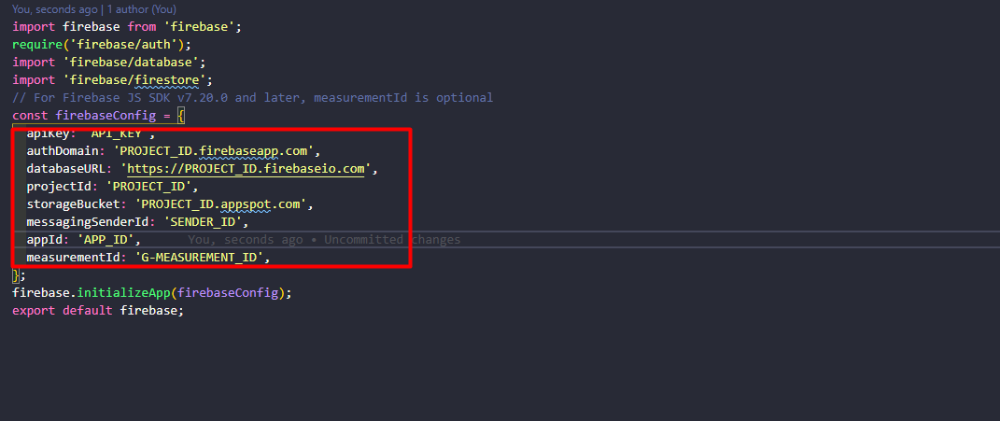 You, seconds ago | 1 author (You)
import firebase from 'firebase';
require('firebase/auth');
import 'firebase/database';
import 'firebase/firestore';
// For Firebase JS SDK v7.20.0 and later, measurementId is optional
const firebaseConfig = {
apiKey: 'API_KEY',
authDomain: 'PROJECT_ID.firebaseapp.com',
databaseURL: 'https://PROJECT_ID.firebaseio.com',
projectId: 'PROJECT_ID',
storageBucket: 'PROJECT_ID.appspot.com',
messagingSenderId: 'SENDER_ID',
appId: 'APP_ID', You, seconds ago • Uncommitted changes
measurementId: 'G-MEASUREMENT_ID',
};
firebase.initializeApp(firebaseConfig);
export default firebase;